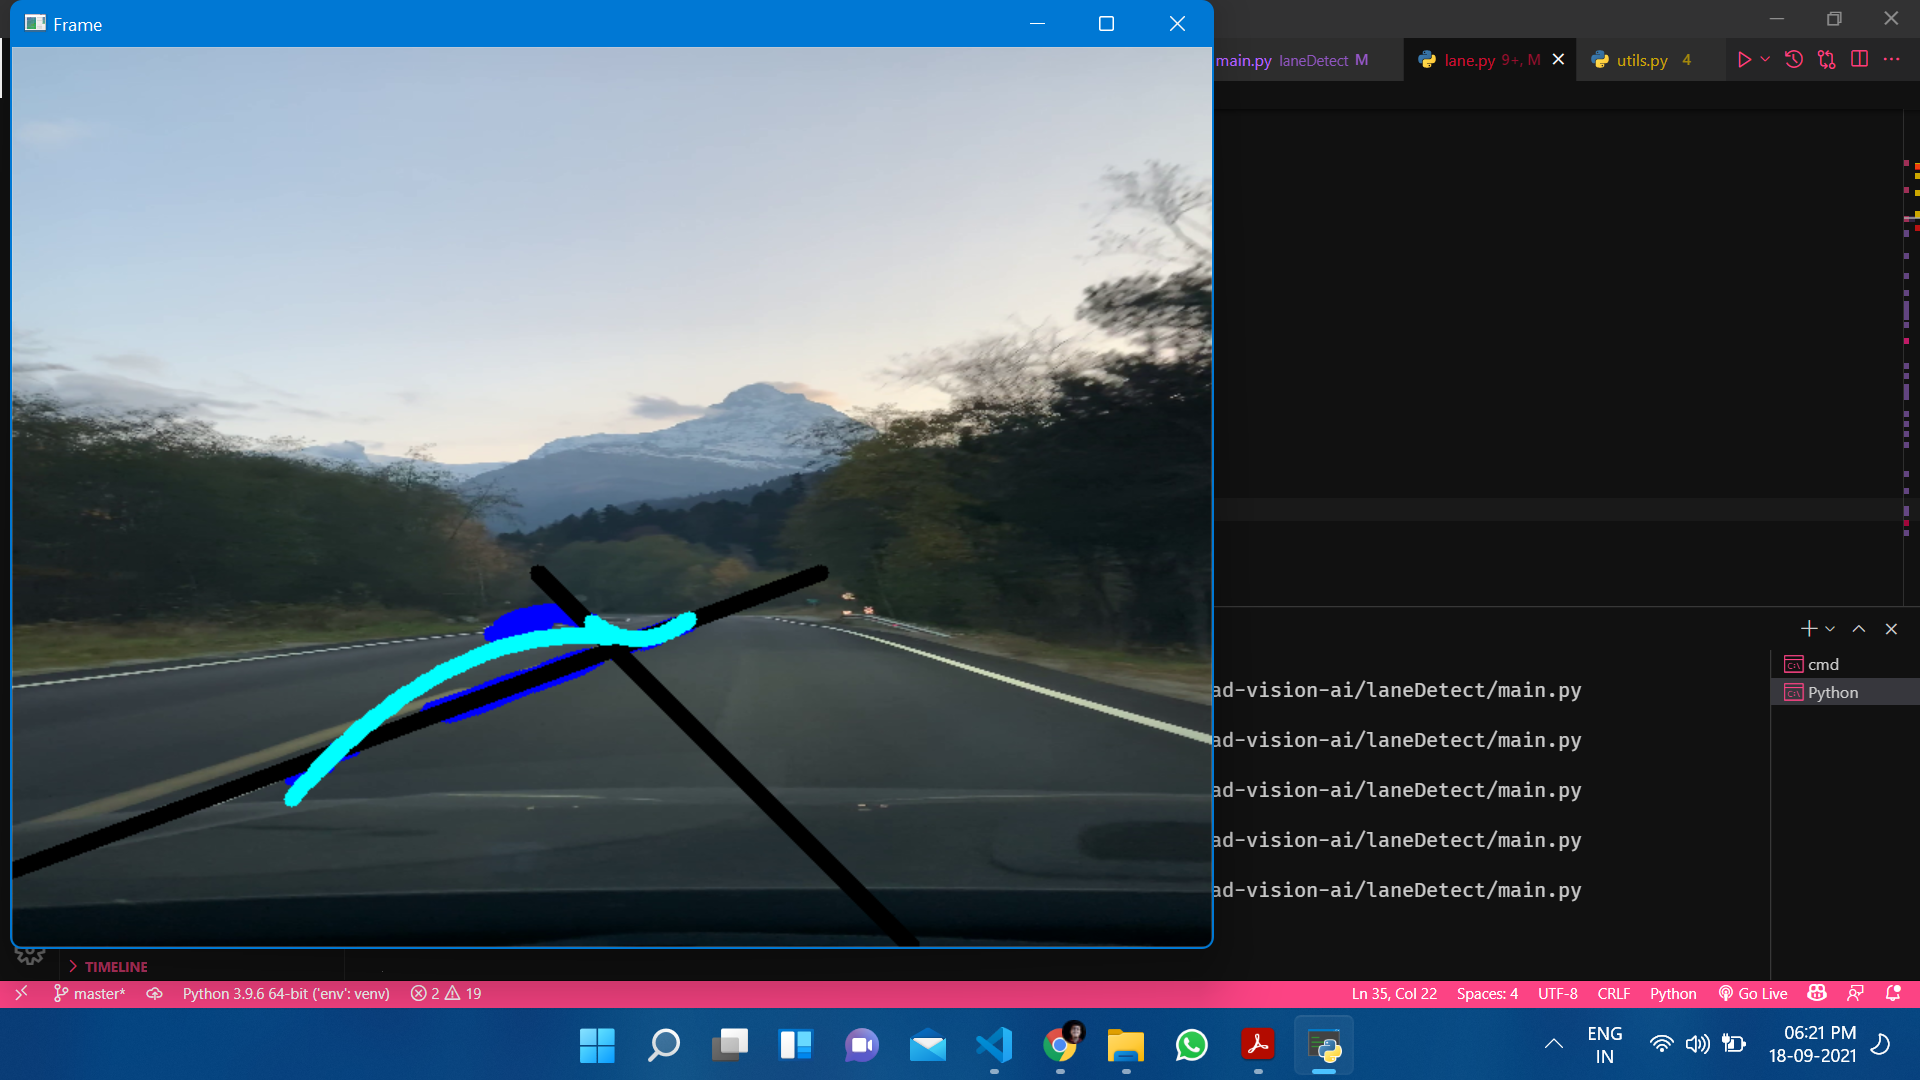 Frame
main.py laneDetect M
lane.py 9+, M
utils.py 4
cmd
Python
ad-vision-ai/laneDetect/main.py
ad-vision-ai/laneDetect/main.py
ad-vision-ai/laneDetect/main.py
ad-vision-ai/laneDetect/main.py
ad-vision-ai/laneDetect/main.py
TIMELINE
master* Python 3.9.6 64-bit ('env': venv) 2 19 Ln 35, Col 22 Spaces: 4 UTF-8 CRLF Python Go Live
ENG
IN
06:21 PM
18-09-2021